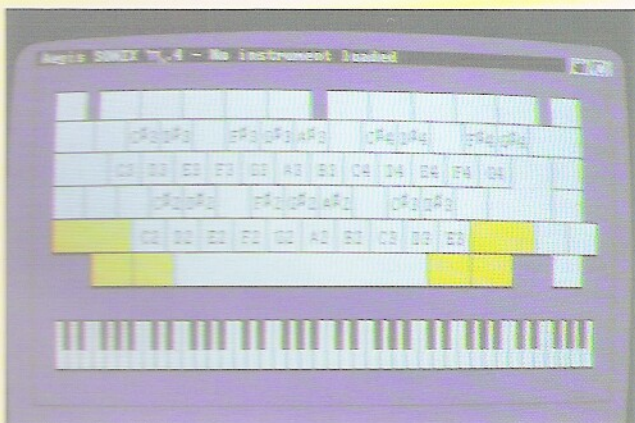 Aegis SONIX - No instrument loaded
C#3 D#3 F#3 G#3 A#3 C#4 D#4 F#4 G#4
C3 D3 E3 F3 G3 A3 B3 C4 D4 E4 F4 G4
C#2 D#2 F#2 G#2 A#2 C#3 D#3
C2 D2 E2 F2 G2 A2 B2 C3 D3 E3